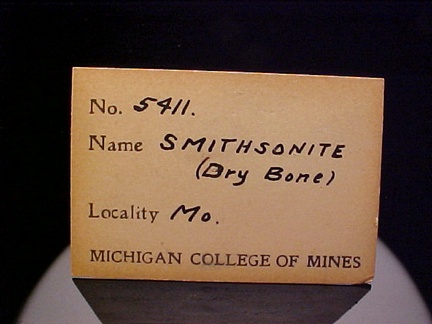 No. 5411.
Name SMITHSONITE
(Dry Bone)
Locality Mo.
MICHIGAN COLLEGE OF MINES